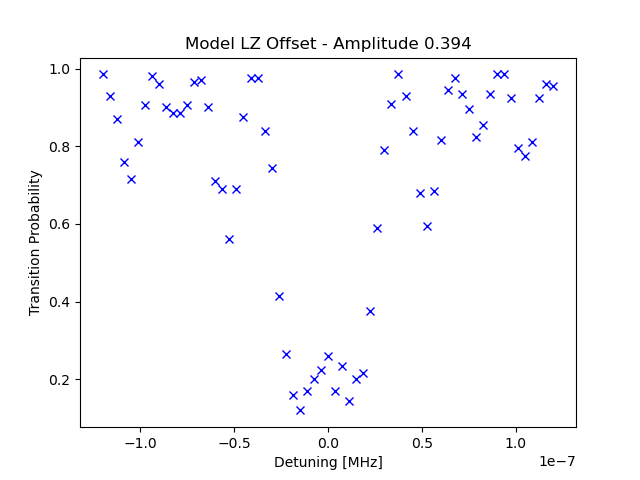 Model LZ Offset - Amplitude 0.394
1.0
0.8
0.6
0.4
0.2
Transition Probability
−1.0 −0.5 0.0 0.5 1.0
1e−7
Detuning [MHz]